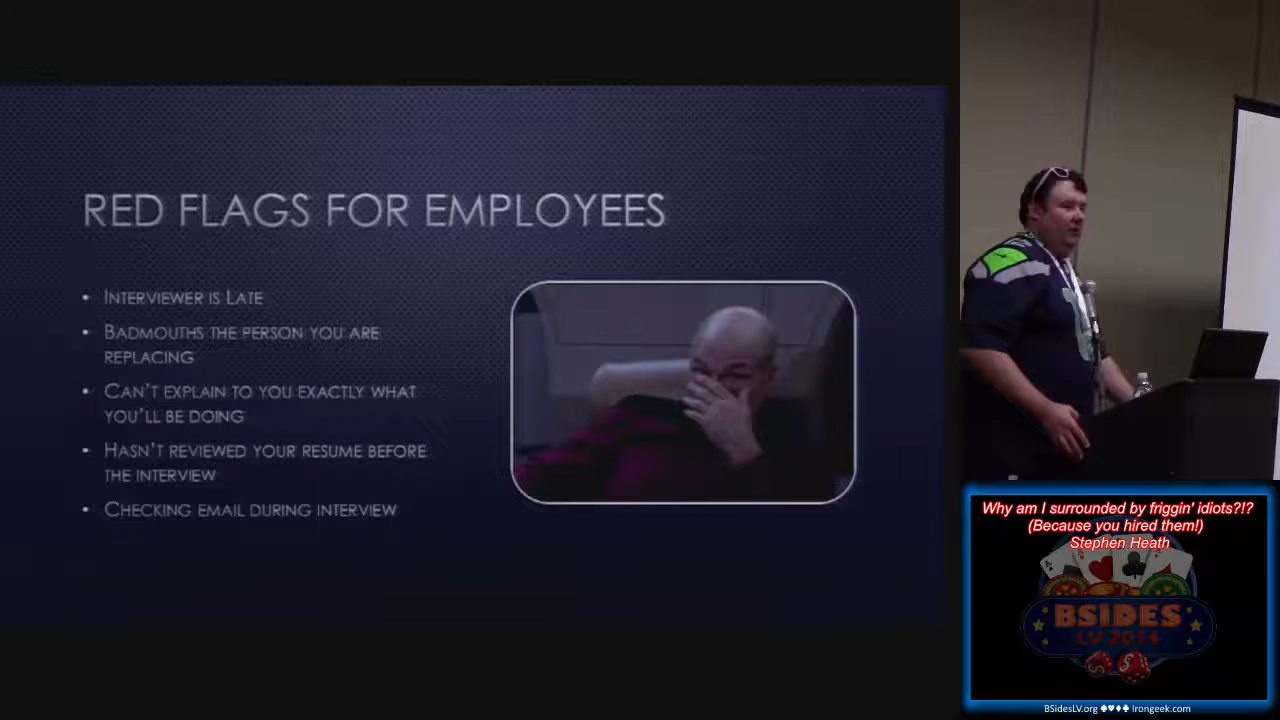 RED FLAGS FOR EMPLOYEES
• INTERVIEWER IS LATE
• BADMOUTHS THE PERSON YOU ARE
REPLACING
• CAN'T EXPLAIN TO YOU EXACTLY WHAT
YOU'LL BE DOING
• HASN'T REVIEWED YOUR RESUME BEFORE
THE INTERVIEW
• CHECKING EMAIL DURING INTERVIEW
Why am I surrounded by friggin' idiots?!?
(Because you hired them!)
Stephen Heath
BSIDES
LV 2014
BSidesLV.org ♠♥♦♣ Irongeek.com